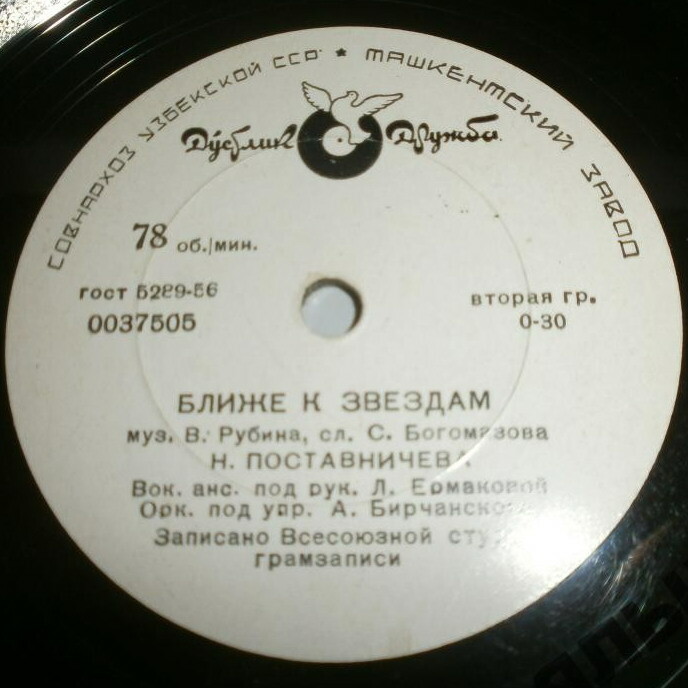 СОВНАРХОЗ УЗБЕКСКОЙ ССР ★ ТАШКЕНТСКИЙ ЗАВОД
Дўстлик Дружба
78 об./мин.
гост 5289-56
0037505
вторая гр.
0-30
БЛИЖЕ К ЗВЕЗДАМ
муз. В. Рубина, сл. С. Богомазова
Н. ПОСТАВНИЧЕВА
Вок. анс. под рук. Л. Ермаковой
Орк. под упр. А.
Записано Всесоюзной
грамзаписи